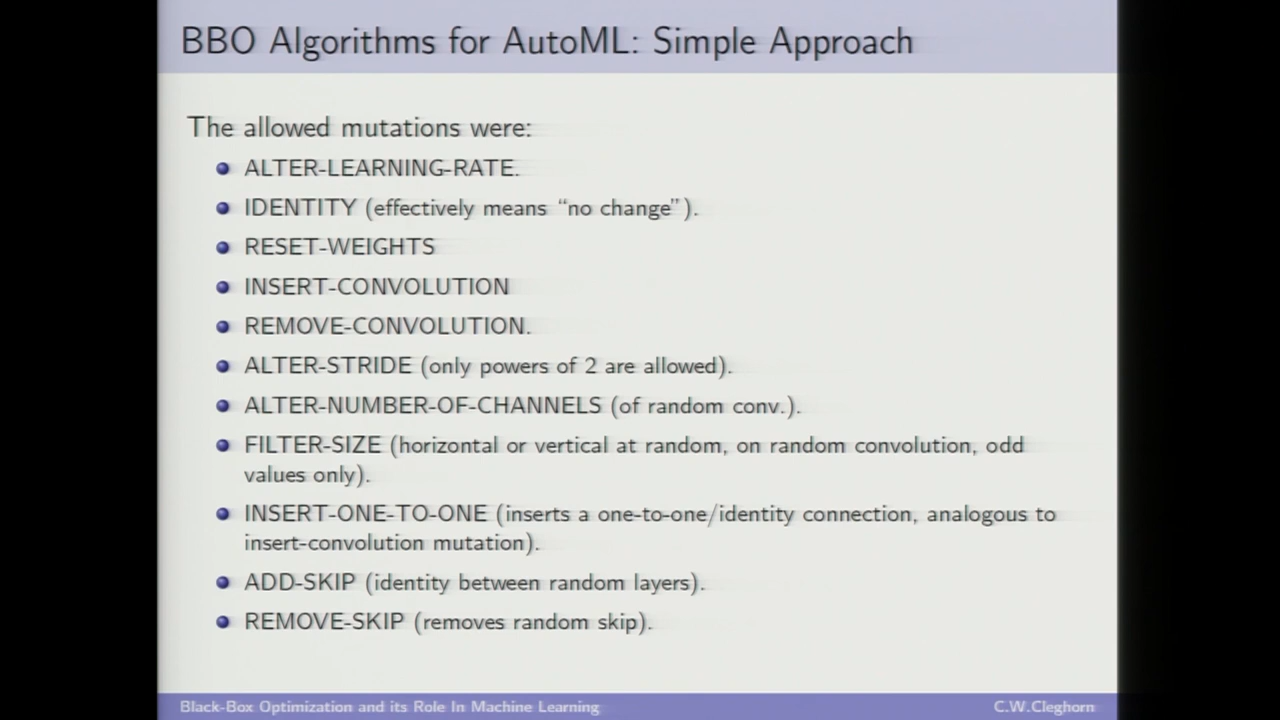 BBO Algorithms for AutoML: Simple Approach
The allowed mutations were:
ALTER-LEARNING-RATE.
IDENTITY (effectively means “no change”).
RESET-WEIGHTS
INSERT-CONVOLUTION
REMOVE-CONVOLUTION.
ALTER-STRIDE (only powers of 2 are allowed).
ALTER-NUMBER-OF-CHANNELS (of random conv.).
FILTER-SIZE (horizontal or vertical at random, on random convolution, odd
values only).
INSERT-ONE-TO-ONE (inserts a one-to-one/identity connection, analogous to
insert-convolution mutation).
ADD-SKIP (identity between random layers).
REMOVE-SKIP (removes random skip).
Black-Box Optimization and its Role In Machine Learning
C.W.Cleghorn